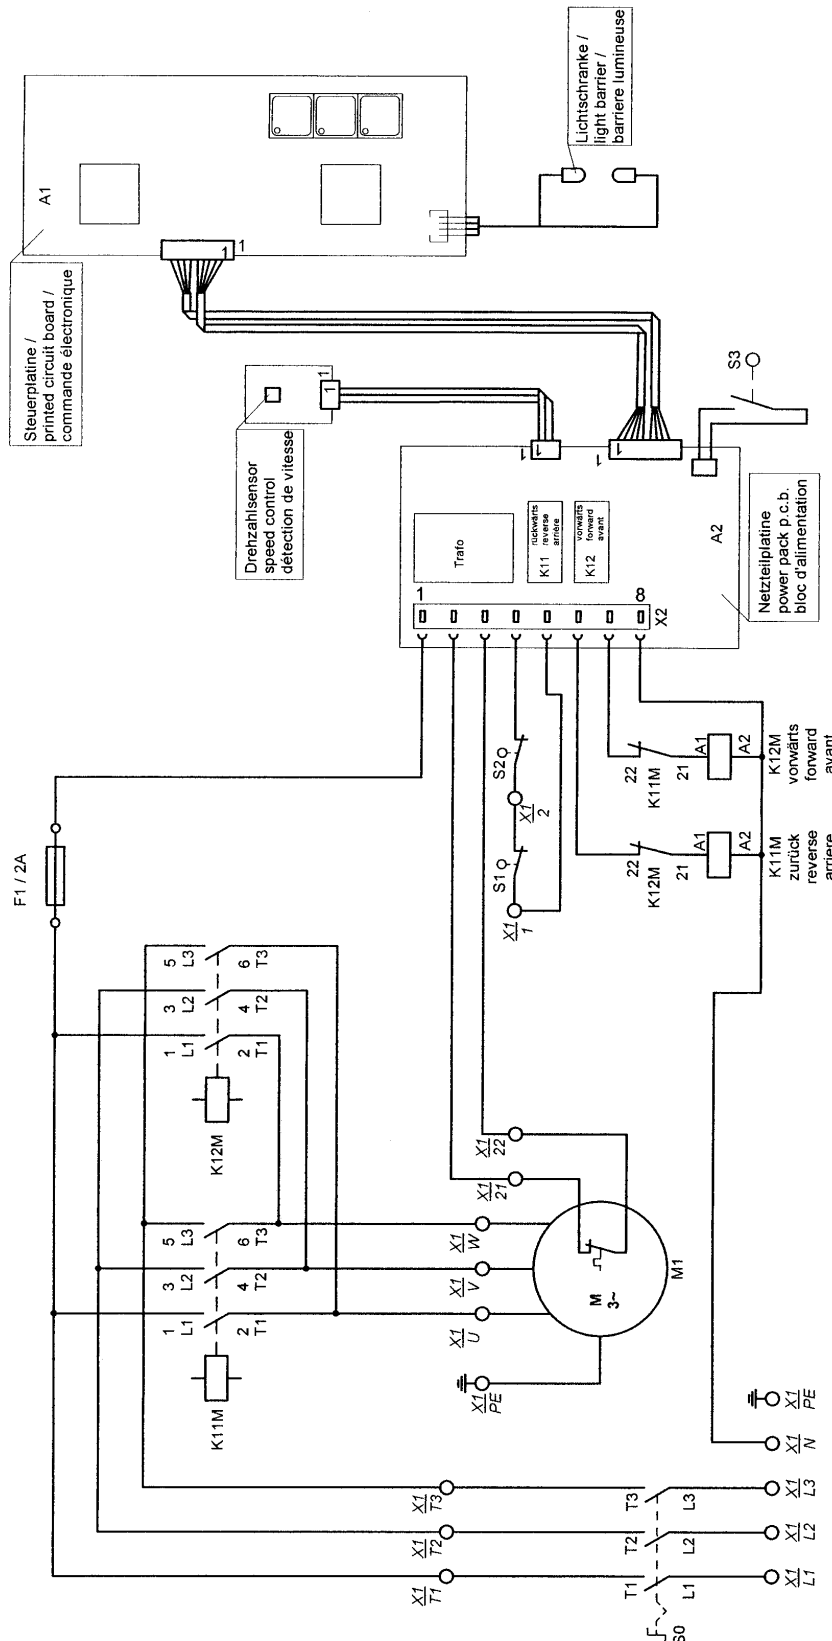 Steuerplatine /
printed circuit board /
commande électronique
A1
1
1
Lichtschranke /
light barrier /
barriere lumineuse
Drehzahlsensor
speed control
détection de vitesse
1
1
S3
1
1
1
1
Trafo
K11
rückwärts
reverse
arrière
K12
vorwärts
forward
avant
A2
1
8
X2
Netzteilplatine
power pack p.c.b.
bloc d'alimentation
F1 / 2A
S2
X1
2
S1
X1
1
22
K11M
21
A1
A2
K12M
vorwärts
forward
avant
22
K12M
21
A1
A2
K11M
zurück
reverse
arriere
5
L3
6
T3
3
L2
4
T2
1
L1
2
T1
K12M
5
L3
6
T3
3
L2
4
T2
1
L1
2
T1
K11M
X1
22
X1
21
X1
W
X1
V
X1
U
X1
PE
M
3~
M1
X1
T3
X1
T2
X1
T1
T3
L3
T2
L2
T1
L1
S0
X1
PE
X1
N
X1
L3
X1
L2
X1
L1